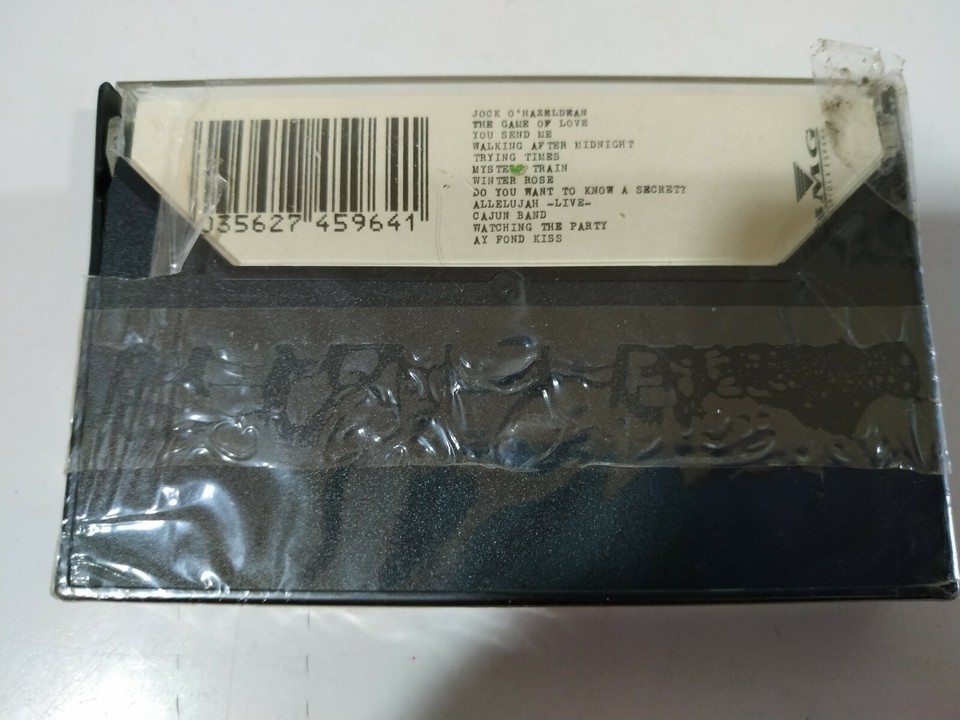 JOCK O'HAZELDEAN
THE GAME OF LOVE
YOU SEND ME
WALKING AFTER MIDNIGHT
TRYING TIMES
MYSTERY TRAIN
WINTER ROSE
DO YOU WANT TO KNOW A SECRET?
ALLELUJAH -LIVE-
CAJUN BAND
WATCHING THE PARTY
AY FOND KISS
035627 459641
BMG